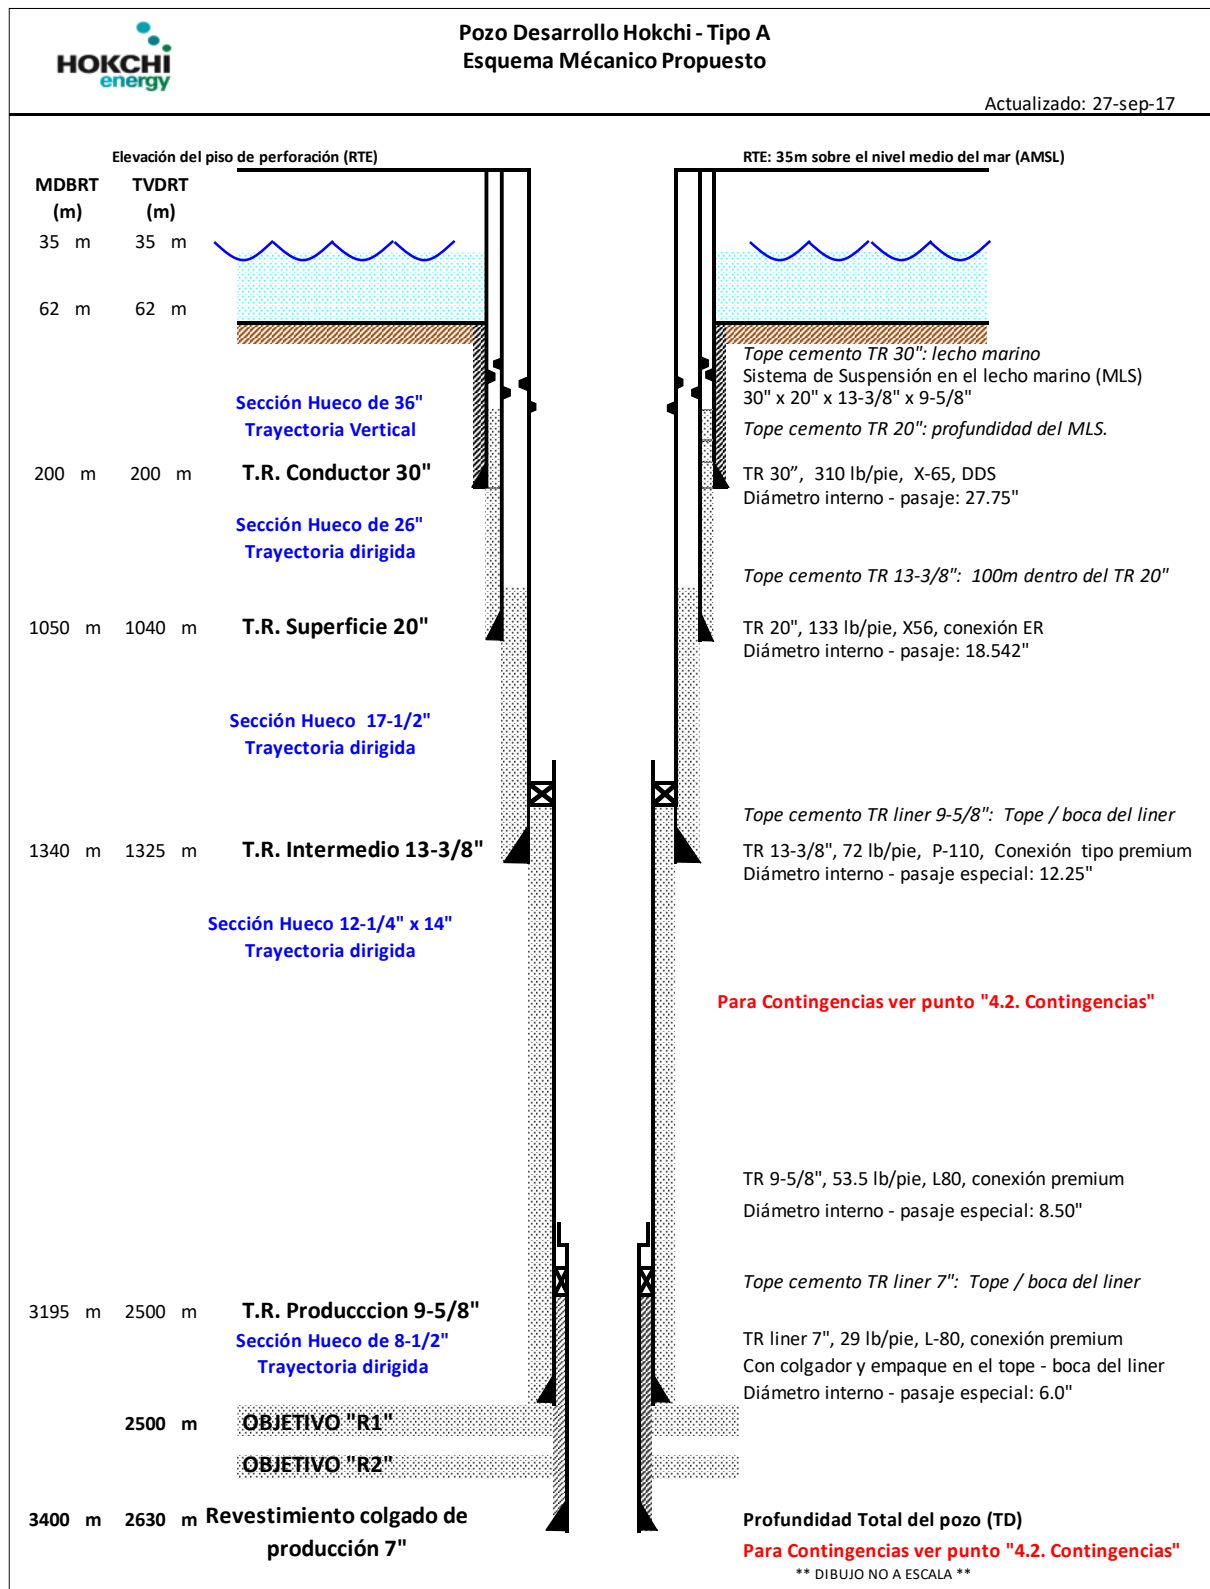 HOKCHI
energy
Pozo Desarrollo Hokchi - Tipo A
Esquema Mécanico Propuesto
Actualizado: 27-sep-17
Elevación del piso de perforación (RTE)
RTE: 35m sobre el nivel medio del mar (AMSL)
MDBRT TVDRT
(m) (m)
35 m 35 m
62 m 62 m
Tope cemento TR 30": lecho marino
Sistema de Suspensión en el lecho marino (MLS)
30" x 20" x 13-3/8" x 9-5/8"
Sección Hueco de 36"
Trayectoria Vertical
Tope cemento TR 20": profundidad del MLS.
200 m 200 m T.R. Conductor 30"
TR 30”, 310 lb/pie, X-65, DDS
Diámetro interno - pasaje: 27.75"
Sección Hueco de 26"
Trayectoria dirigida
Tope cemento TR 13-3/8": 100m dentro del TR 20"
1050 m 1040 m T.R. Superficie 20"
TR 20", 133 lb/pie, X56, conexión ER
Diámetro interno - pasaje: 18.542"
Sección Hueco 17-1/2"
Trayectoria dirigida
Tope cemento TR liner 9-5/8": Tope / boca del liner
1340 m 1325 m T.R. Intermedio 13-3/8"
TR 13-3/8", 72 lb/pie, P-110, Conexión tipo premium
Diámetro interno - pasaje especial: 12.25"
Sección Hueco 12-1/4" x 14"
Trayectoria dirigida
Para Contingencias ver punto "4.2. Contingencias"
TR 9-5/8", 53.5 lb/pie, L80, conexión premium
Diámetro interno - pasaje especial: 8.50"
Tope cemento TR liner 7": Tope / boca del liner
3195 m 2500 m T.R. Producccion 9-5/8"
Sección Hueco de 8-1/2"
Trayectoria dirigida
TR liner 7", 29 lb/pie, L-80, conexión premium
Con colgador y empaque en el tope - boca del liner
Diámetro interno - pasaje especial: 6.0"
2500 m OBJETIVO "R1"
OBJETIVO "R2"
3400 m 2630 m Revestimiento colgado de
producción 7"
Profundidad Total del pozo (TD)
Para Contingencias ver punto "4.2. Contingencias"
** DIBUJO NO A ESCALA **